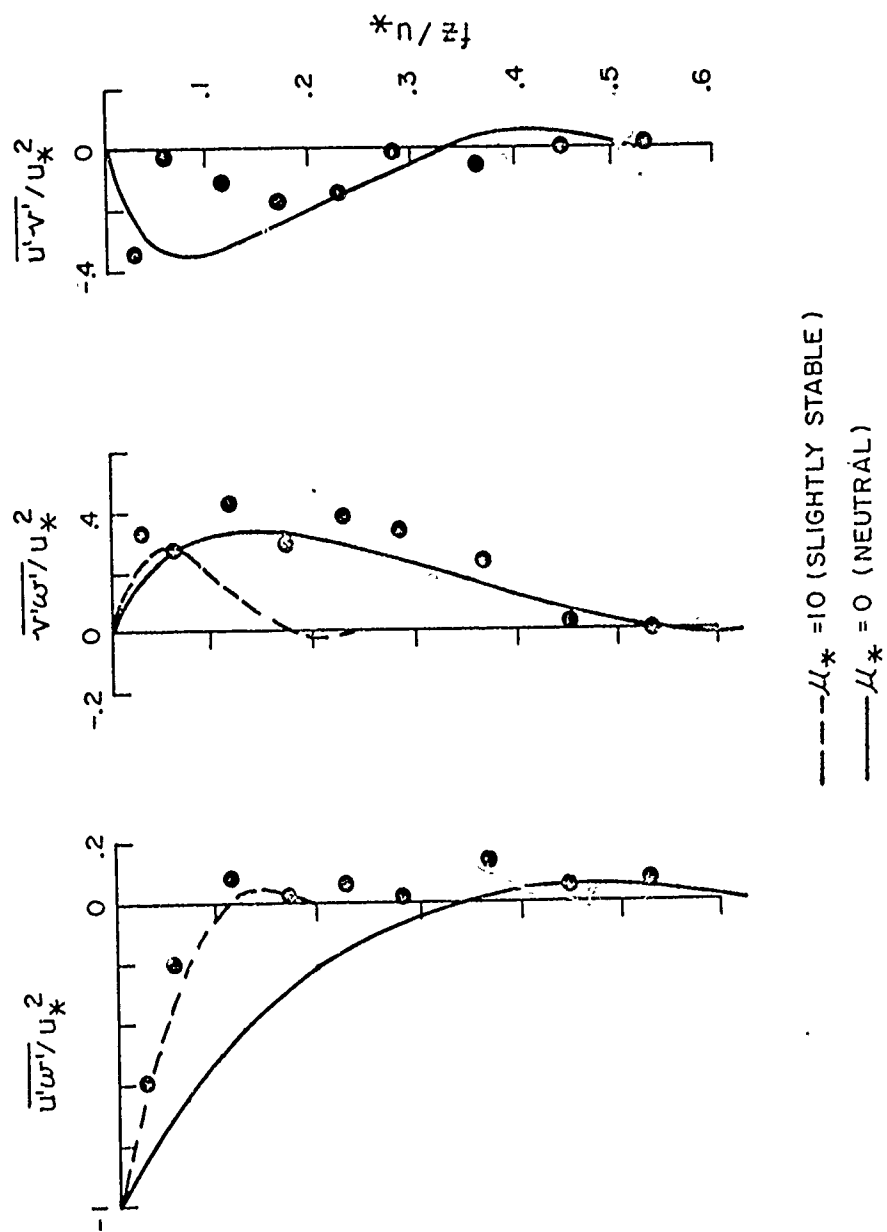 u'w'/u*²
v'w'/u*²
u'v'/u*²
-1 0 .2
-.2 0 .4
-.4 0
.1
.2
.3
.4
.5
.6
fz/u*
μ* = 10 (SLIGHTLY STABLE)
μ* = 0 (NEUTRAL)